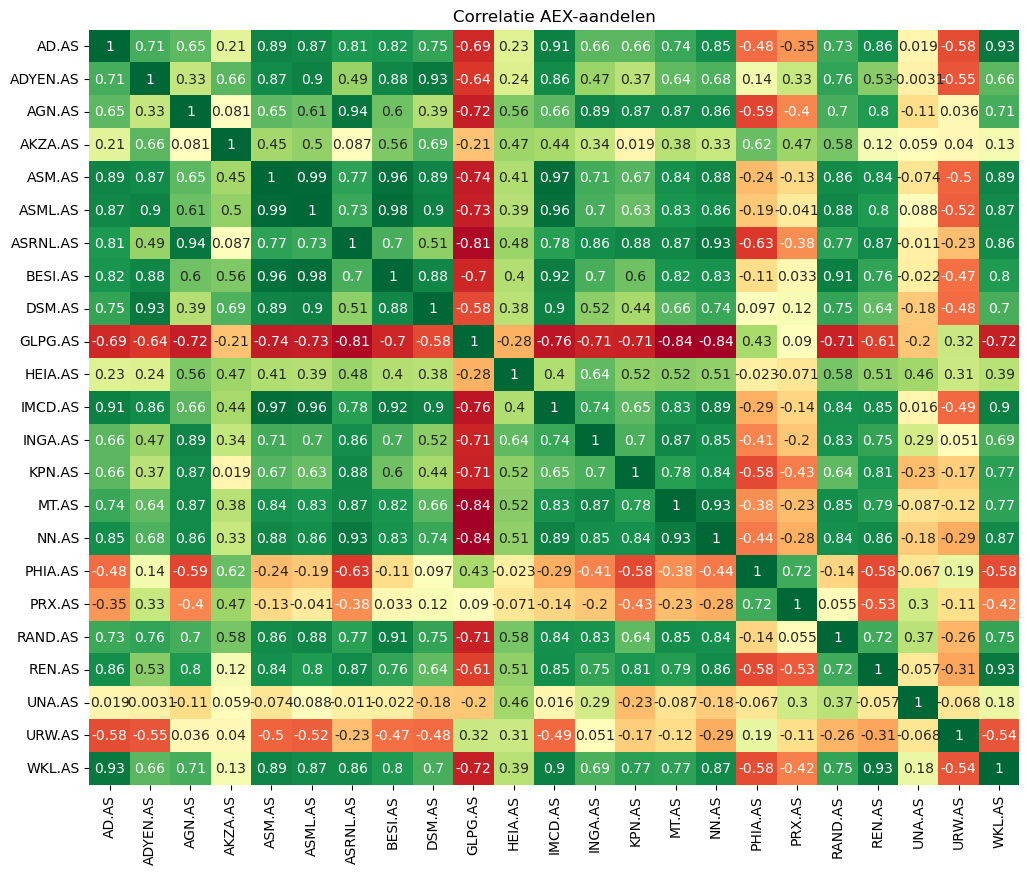 Correlatie AEX-aandelen
AD.AS 1 0.71 0.65 0.21 0.89 0.87 0.81 0.82 0.75 -0.69 0.23 0.91 0.66 0.66 0.74 0.85 -0.48 -0.35 0.73 0.86 0.019 -0.58 0.93
ADYEN.AS 0.71 1 0.33 0.66 0.87 0.9 0.49 0.88 0.93 -0.64 0.24 0.86 0.47 0.37 0.64 0.68 0.14 0.33 0.76 0.53 -0.0031 -0.55 0.66
AGN.AS 0.65 0.33 1 0.081 0.65 0.61 0.94 0.6 0.39 -0.72 0.56 0.66 0.89 0.87 0.87 0.86 -0.59 -0.4 0.7 0.8 -0.11 0.036 0.71
AKZA.AS 0.21 0.66 0.081 1 0.45 0.5 0.087 0.56 0.69 -0.21 0.47 0.44 0.34 0.019 0.38 0.33 0.62 0.47 0.58 0.12 0.059 0.04 0.13
ASM.AS 0.89 0.87 0.65 0.45 1 0.99 0.77 0.96 0.89 -0.74 0.41 0.97 0.71 0.67 0.84 0.88 -0.24 -0.13 0.86 0.84 -0.074 -0.5 0.89
ASML.AS 0.87 0.9 0.61 0.5 0.99 1 0.73 0.98 0.9 -0.73 0.39 0.96 0.7 0.63 0.83 0.86 -0.19 -0.041 0.88 0.8 0.088 -0.52 0.87
ASRNL.AS 0.81 0.49 0.94 0.087 0.77 0.73 1 0.7 0.51 -0.81 0.48 0.78 0.86 0.88 0.87 0.93 -0.63 -0.38 0.77 0.87 -0.011 -0.23 0.86
BESI.AS 0.82 0.88 0.6 0.56 0.96 0.98 0.7 1 0.88 -0.7 0.4 0.92 0.7 0.6 0.82 0.83 -0.11 0.033 0.91 0.76 -0.022 -0.47 0.8
DSM.AS 0.75 0.93 0.39 0.69 0.89 0.9 0.51 0.88 1 -0.58 0.38 0.9 0.52 0.44 0.66 0.74 0.097 0.12 0.75 0.64 -0.18 -0.48 0.7
GLPG.AS -0.69 -0.64 -0.72 -0.21 -0.74 -0.73 -0.81 -0.7 -0.58 1 -0.28 -0.76 -0.71 -0.71 -0.84 -0.84 0.43 0.09 -0.71 -0.61 -0.2 0.32 -0.72
HEIA.AS 0.23 0.24 0.56 0.47 0.41 0.39 0.48 0.4 0.38 -0.28 1 0.4 0.64 0.52 0.52 0.51 -0.023 -0.071 0.58 0.51 0.46 0.31 0.39
IMCD.AS 0.91 0.86 0.66 0.44 0.97 0.96 0.78 0.92 0.9 -0.76 0.4 1 0.74 0.65 0.83 0.89 -0.29 -0.14 0.84 0.85 0.016 -0.49 0.9
INGA.AS 0.66 0.47 0.89 0.34 0.71 0.7 0.86 0.7 0.52 -0.71 0.64 0.74 1 0.7 0.87 0.85 -0.41 -0.2 0.83 0.75 0.29 0.051 0.69
KPN.AS 0.66 0.37 0.87 0.019 0.67 0.63 0.88 0.6 0.44 -0.71 0.52 0.65 0.7 1 0.78 0.84 -0.58 -0.43 0.64 0.81 -0.23 -0.17 0.77
MT.AS 0.74 0.64 0.87 0.38 0.84 0.83 0.87 0.82 0.66 -0.84 0.52 0.83 0.87 0.78 1 0.93 -0.38 -0.23 0.85 0.79 -0.087 -0.12 0.77
NN.AS 0.85 0.68 0.86 0.33 0.88 0.86 0.93 0.83 0.74 -0.84 0.51 0.89 0.85 0.84 0.93 1 -0.44 -0.28 0.84 0.86 -0.18 -0.29 0.87
PHIA.AS -0.48 0.14 -0.59 0.62 -0.24 -0.19 -0.63 -0.11 0.097 0.43 -0.023 -0.29 -0.41 -0.58 -0.38 -0.44 1 0.72 -0.14 -0.58 -0.067 0.19 -0.58
PRX.AS -0.35 0.33 -0.4 0.47 -0.13 -0.041 -0.38 0.033 0.12 0.09 -0.071 -0.14 -0.2 -0.43 -0.23 -0.28 0.72 1 0.055 -0.53 0.3 -0.11 -0.42
RAND.AS 0.73 0.76 0.7 0.58 0.86 0.88 0.77 0.91 0.75 -0.71 0.58 0.84 0.83 0.64 0.85 0.84 -0.14 0.055 1 0.72 0.37 -0.26 0.75
REN.AS 0.86 0.53 0.8 0.12 0.84 0.8 0.87 0.76 0.64 -0.61 0.51 0.85 0.75 0.81 0.79 0.86 -0.58 -0.53 0.72 1 -0.057 -0.31 0.93
UNA.AS 0.019 -0.0031 -0.11 0.059 -0.074 0.088 -0.011 -0.022 -0.18 -0.2 0.46 0.016 0.29 -0.23 -0.087 -0.18 -0.067 0.3 0.37 -0.057 1 -0.068 0.18
URW.AS -0.58 -0.55 0.036 0.04 -0.5 -0.52 -0.23 -0.47 -0.48 0.32 0.31 -0.49 0.051 -0.17 -0.12 -0.29 0.19 -0.11 -0.26 -0.31 -0.068 1 -0.54
WKL.AS 0.93 0.66 0.71 0.13 0.89 0.87 0.86 0.8 0.7 -0.72 0.39 0.9 0.69 0.77 0.77 0.87 -0.58 -0.42 0.75 0.93 0.18 -0.54 1
AD.AS ADYEN.AS AGN.AS AKZA.AS ASM.AS ASML.AS ASRNL.AS BESI.AS DSM.AS GLPG.AS HEIA.AS IMCD.AS INGA.AS KPN.AS MT.AS NN.AS PHIA.AS PRX.AS RAND.AS REN.AS UNA.AS URW.AS WKL.AS